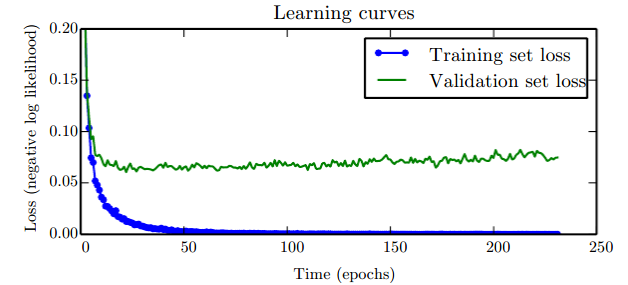 Learning curves
Loss (negative log likelihood)
0.20
0.15
0.10
0.05
0.00
Training set loss
Validation set loss
0 50 100 150 200 250
Time (epochs)